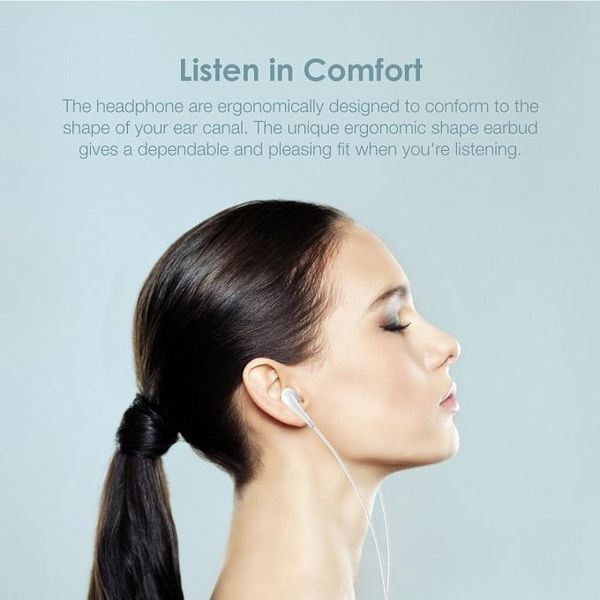 Listen in Comfort
The headphone are ergonomically designed to conform to the
shape of your ear canal. The unique ergonomic shape earbud
gives a dependable and pleasing fit when you're listening.